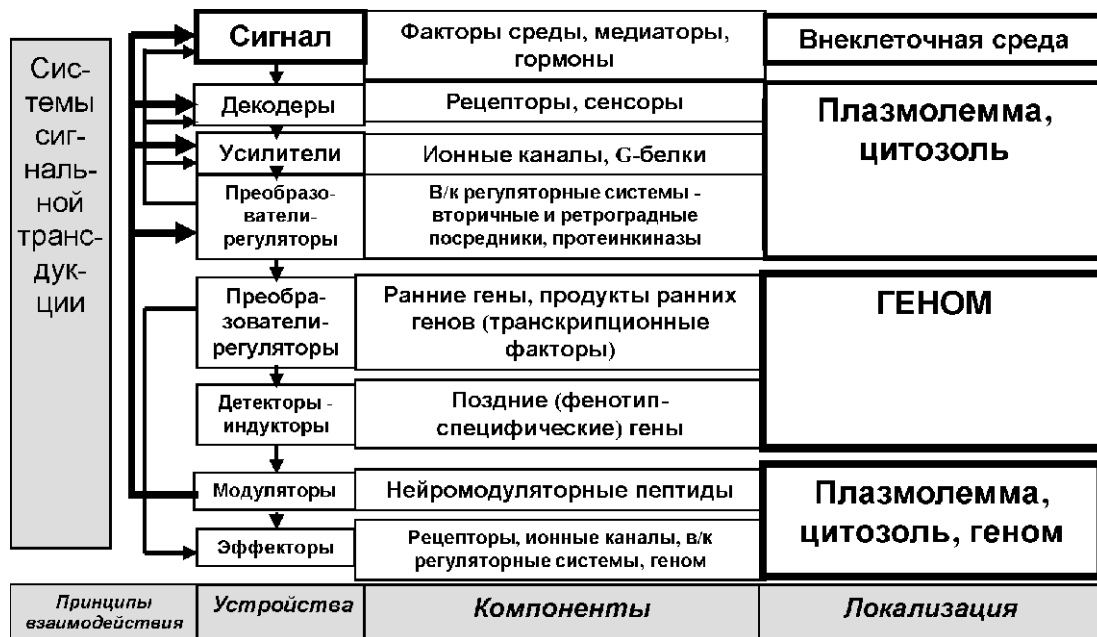 Сис-
темы
сиг-
наль-
ной
транс-
дук-
ции
Сигнал
Факторы среды, медиаторы,
гормоны
Внеклеточная среда
Декодеры
Рецепторы, сенсоры
Плазмолемма,
цитозоль
Усилители
Ионные каналы, G-белки
Преобразо-
ватели-
регуляторы
В/к регуляторные системы -
вторичные и ретроградные
посредники, протеинкиназы
Преобра-
зователи-
регуляторы
Ранние гены, продукты ранних
генов (транскрипционные
факторы)
ГЕНОМ
Детекторы -
индукторы
Поздние (фенотип-
специфические) гены
Модуляторы
Нейромодуляторные пептиды
Плазмолемма,
цитозоль, геном
Эффекторы
Рецепторы, ионные каналы, в/к
регуляторные системы, геном
Принципы
взаимодействия
Устройства
Компоненты
Локализация